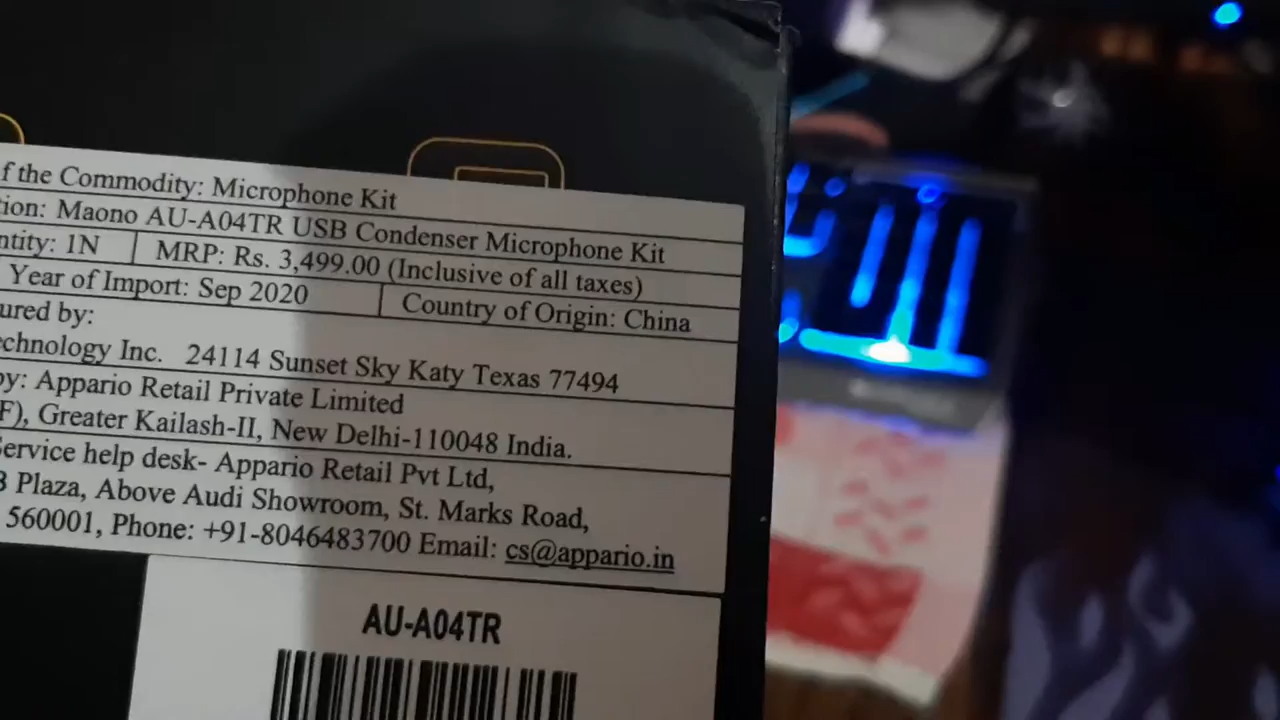 f the Commodity: Microphone Kit
tion: Maono AU-A04TR USB Condenser Microphone Kit
ntity: 1N MRP: Rs. 3,499.00 (Inclusive of all taxes)
Year of Import: Sep 2020 Country of Origin: China
ured by:
echnology Inc. 24114 Sunset Sky Katy Texas 77494
by: Appario Retail Private Limited
F), Greater Kailash-II, New Delhi-110048 India.
Service help desk- Appario Retail Pvt Ltd,
B Plaza, Above Audi Showroom, St. Marks Road,
560001, Phone: +91-8046483700 Email: cs@appario.in
AU-A04TR